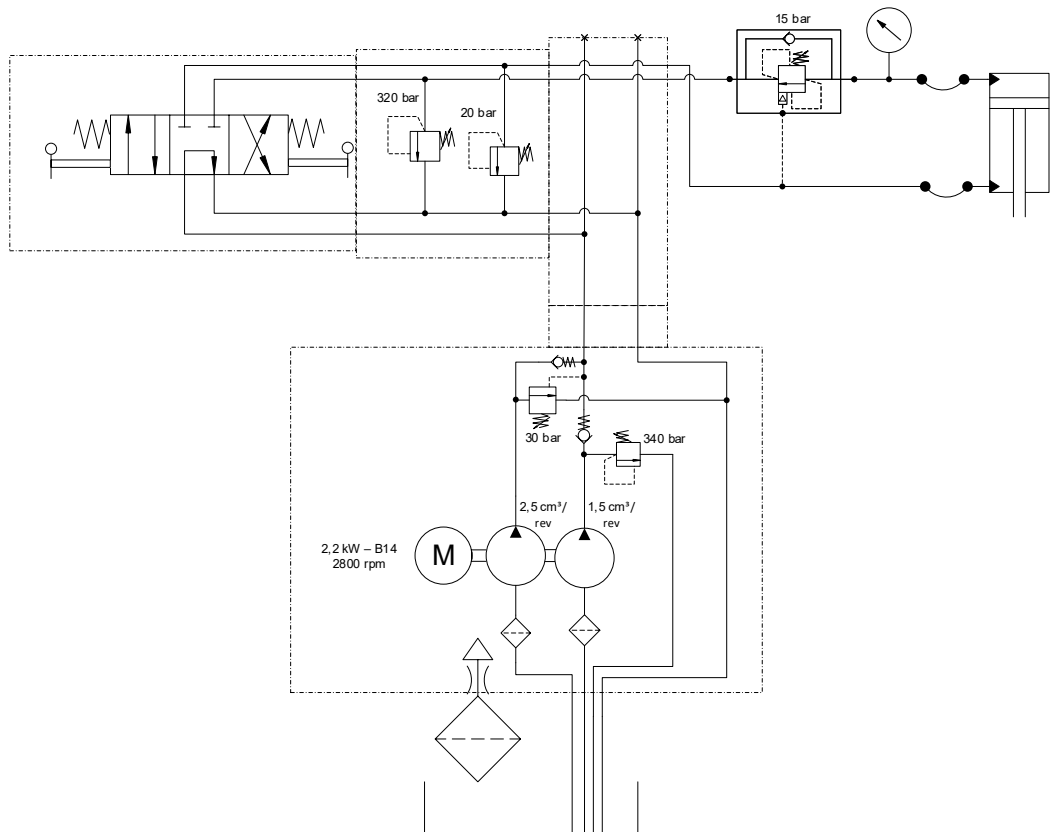 15 bar
320 bar
20 bar
30 bar
340 bar
2,5 cm³/
rev
1,5 cm³/
rev
2,2 kW – B14
2800 rpm
M